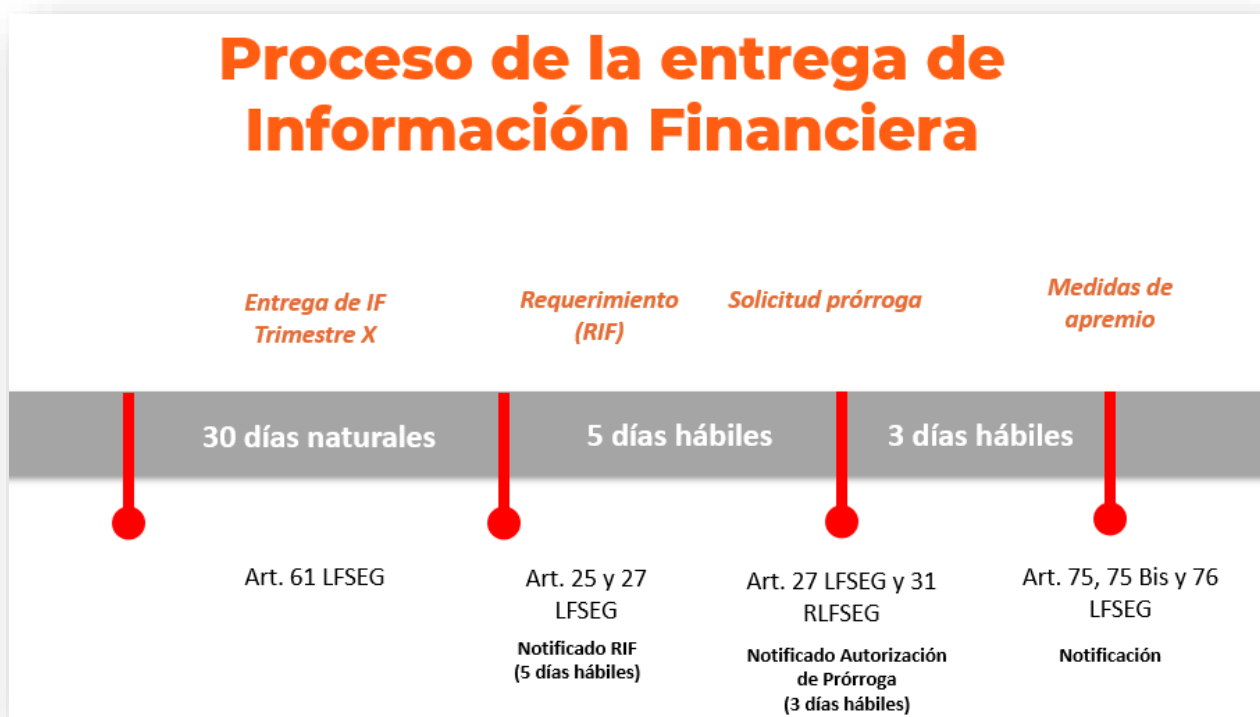 Proceso de la entrega de
Información Financiera
Entrega de IF
Trimestre X
Requerimiento
(RIF)
Solicitud prórroga
Medidas de
apremio
30 días naturales
5 días hábiles
3 días hábiles
Art. 61 LFSEG
Art. 25 y 27
LFSEG
Notificado RIF
(5 días hábiles)
Art. 27 LFSEG y 31
RLFSEG
Notificado Autorización
de Prórroga
(3 días hábiles)
Art. 75, 75 Bis y 76
LFSEG
Notificación